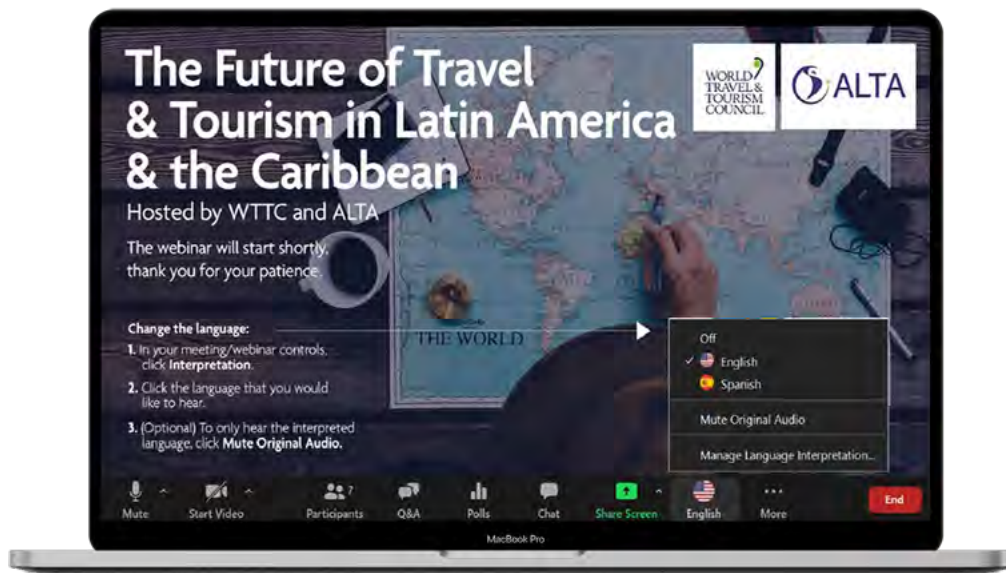 The Future of Travel
& Tourism in Latin America
& the Caribbean
Hosted by WTTC and ALTA
The webinar will start shortly,
thank you for your patience.
WORLD
TRAVEL &
TOURISM
COUNCIL
ALTA
Change the language:
1. In your meeting/webinar controls,
click Interpretation.
2. Click the language that you would
like to hear.
3. (Optional) To only hear the interpreted
language, click Mute Original Audio.
THE WORLD
Off
English
Spanish
Mute Original Audio
Manage Language Interpretation...
Mute
Start Video
7
Participants
Q&A
Polls
Chat
Share Screen
English
More
End
MacBook Pro